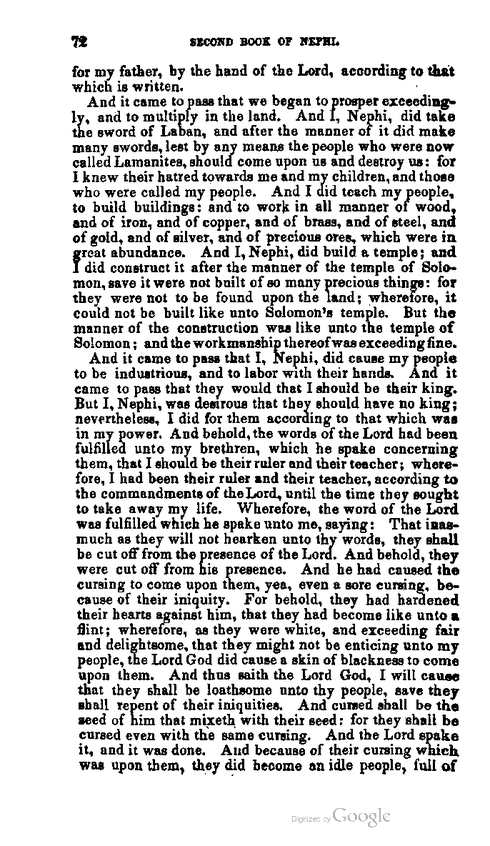 72 SECOND BOOK OF NEPHI.
for my father, by the hand of the Lord, according to that
which is written.
And it came to pass that we began to prosper exceeding-
ly, and to multiply in the land. And I, Nephi, did take
the sword of Laban, and after the manner of it did make
many swords, lest by any means the people who were now
called Lamanites, should come upon us and destroy us: for
I knew their hatred towards me and my children, and those
who were called my people. And I did teach my people,
to build buildings: and to work in all manner of wood,
and of iron, and of copper, and of brass, and of steel, and
of gold, and of silver, and of precious ores, which were in
great abundance. And I, Nephi, did build a temple; and
I did construct it after the manner of the temple of Solo-
mon, save it were not built of so many precious things: for
they were not to be found upon the land; wherefore, it
could not be built like unto Solomon's temple. But the
manner of the construction was like unto the temple of
Solomon; and the workmanship thereof was exceeding fine.
And it came to pass that I, Nephi, did cause my people
to be industrious, and to labor with their hands. And it
came to pass that they would that I should be their king.
But I, Nephi, was desirous that they should have no king;
nevertheless, I did for them according to that which was
in my power. And behold, the words of the Lord had been
fulfilled unto my brethren, which he spake concerning
them, that I should be their ruler and their teacher; where-
fore, I had been their ruler and their teacher, according to
the commandments of the Lord, until the time they sought
to take away my life. Wherefore, the word of the Lord
was fulfilled which he spake unto me, saying: That inas-
much as they will not hearken unto thy words, they shall
be cut off from the presence of the Lord. And behold, they
were cut off from his presence. And he had caused the
cursing to come upon them, yea, even a sore cursing, be-
cause of their iniquity. For behold, they had hardened
their hearts against him, that they had become like unto a
flint; wherefore, as they were white, and exceeding fair
and delightsome, that they might not be enticing unto my
people, the Lord God did cause a skin of blackness to come
upon them. And thus saith the Lord God, I will cause
that they shall be loathsome unto thy people, save they
shall repent of their iniquities. And cursed shall be the
seed of him that mixeth with their seed: for they shall be
cursed even with the same cursing. And the Lord spake
it, and it was done. And because of their cursing which
was upon them, they did become an idle people, full of
Digitized by Google